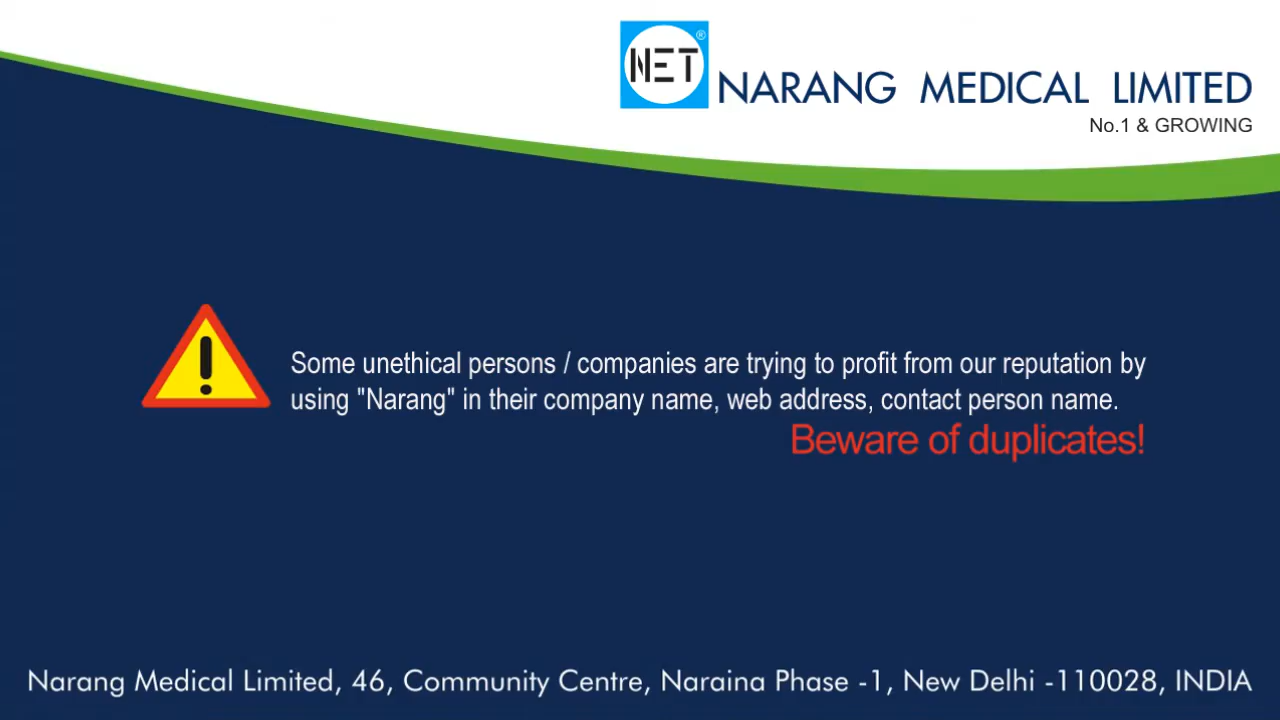 NET®
NARANG MEDICAL LIMITED
No.1 & GROWING
Some unethical persons / companies are trying to profit from our reputation by
using "Narang" in their company name, web address, contact person name.
Beware of duplicates!
Narang Medical Limited, 46, Community Centre, Naraina Phase -1, New Delhi -110028, INDIA